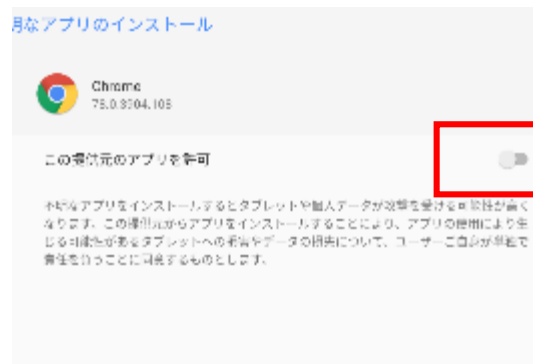 明なアプリのインストール
Chrome
78.0.3904.108
この提供元のアプリを許可
不明なアプリをインストールするとタブレットや個人データが攻撃を受ける可能性が高く
なります。この提供元からアプリをインストールすることにより、アプリの使用により生
じる可能性があるタブレットへの損害やデータの損失について、ユーザーご自身が単独で
責任を負うことに同意するものとします。